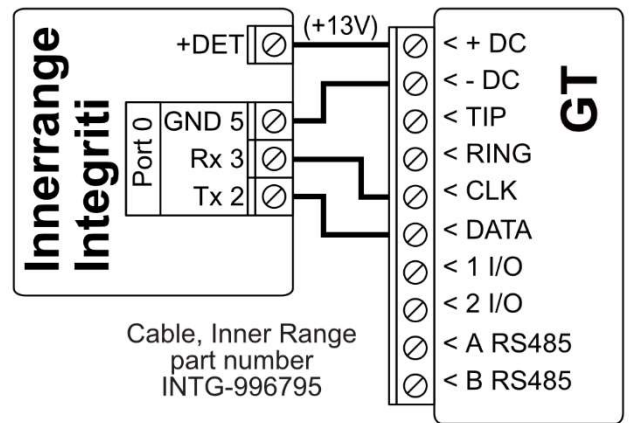 Innerrange
Integriti
+DET
(+13V)
Port 0
GND 5
Rx 3
Tx 2
Cable, Inner Range
part number
INTG-996795
GT
< + DC
< - DC
< TIP
< RING
< CLK
< DATA
< 1 I/O
< 2 I/O
< A RS485
< B RS485